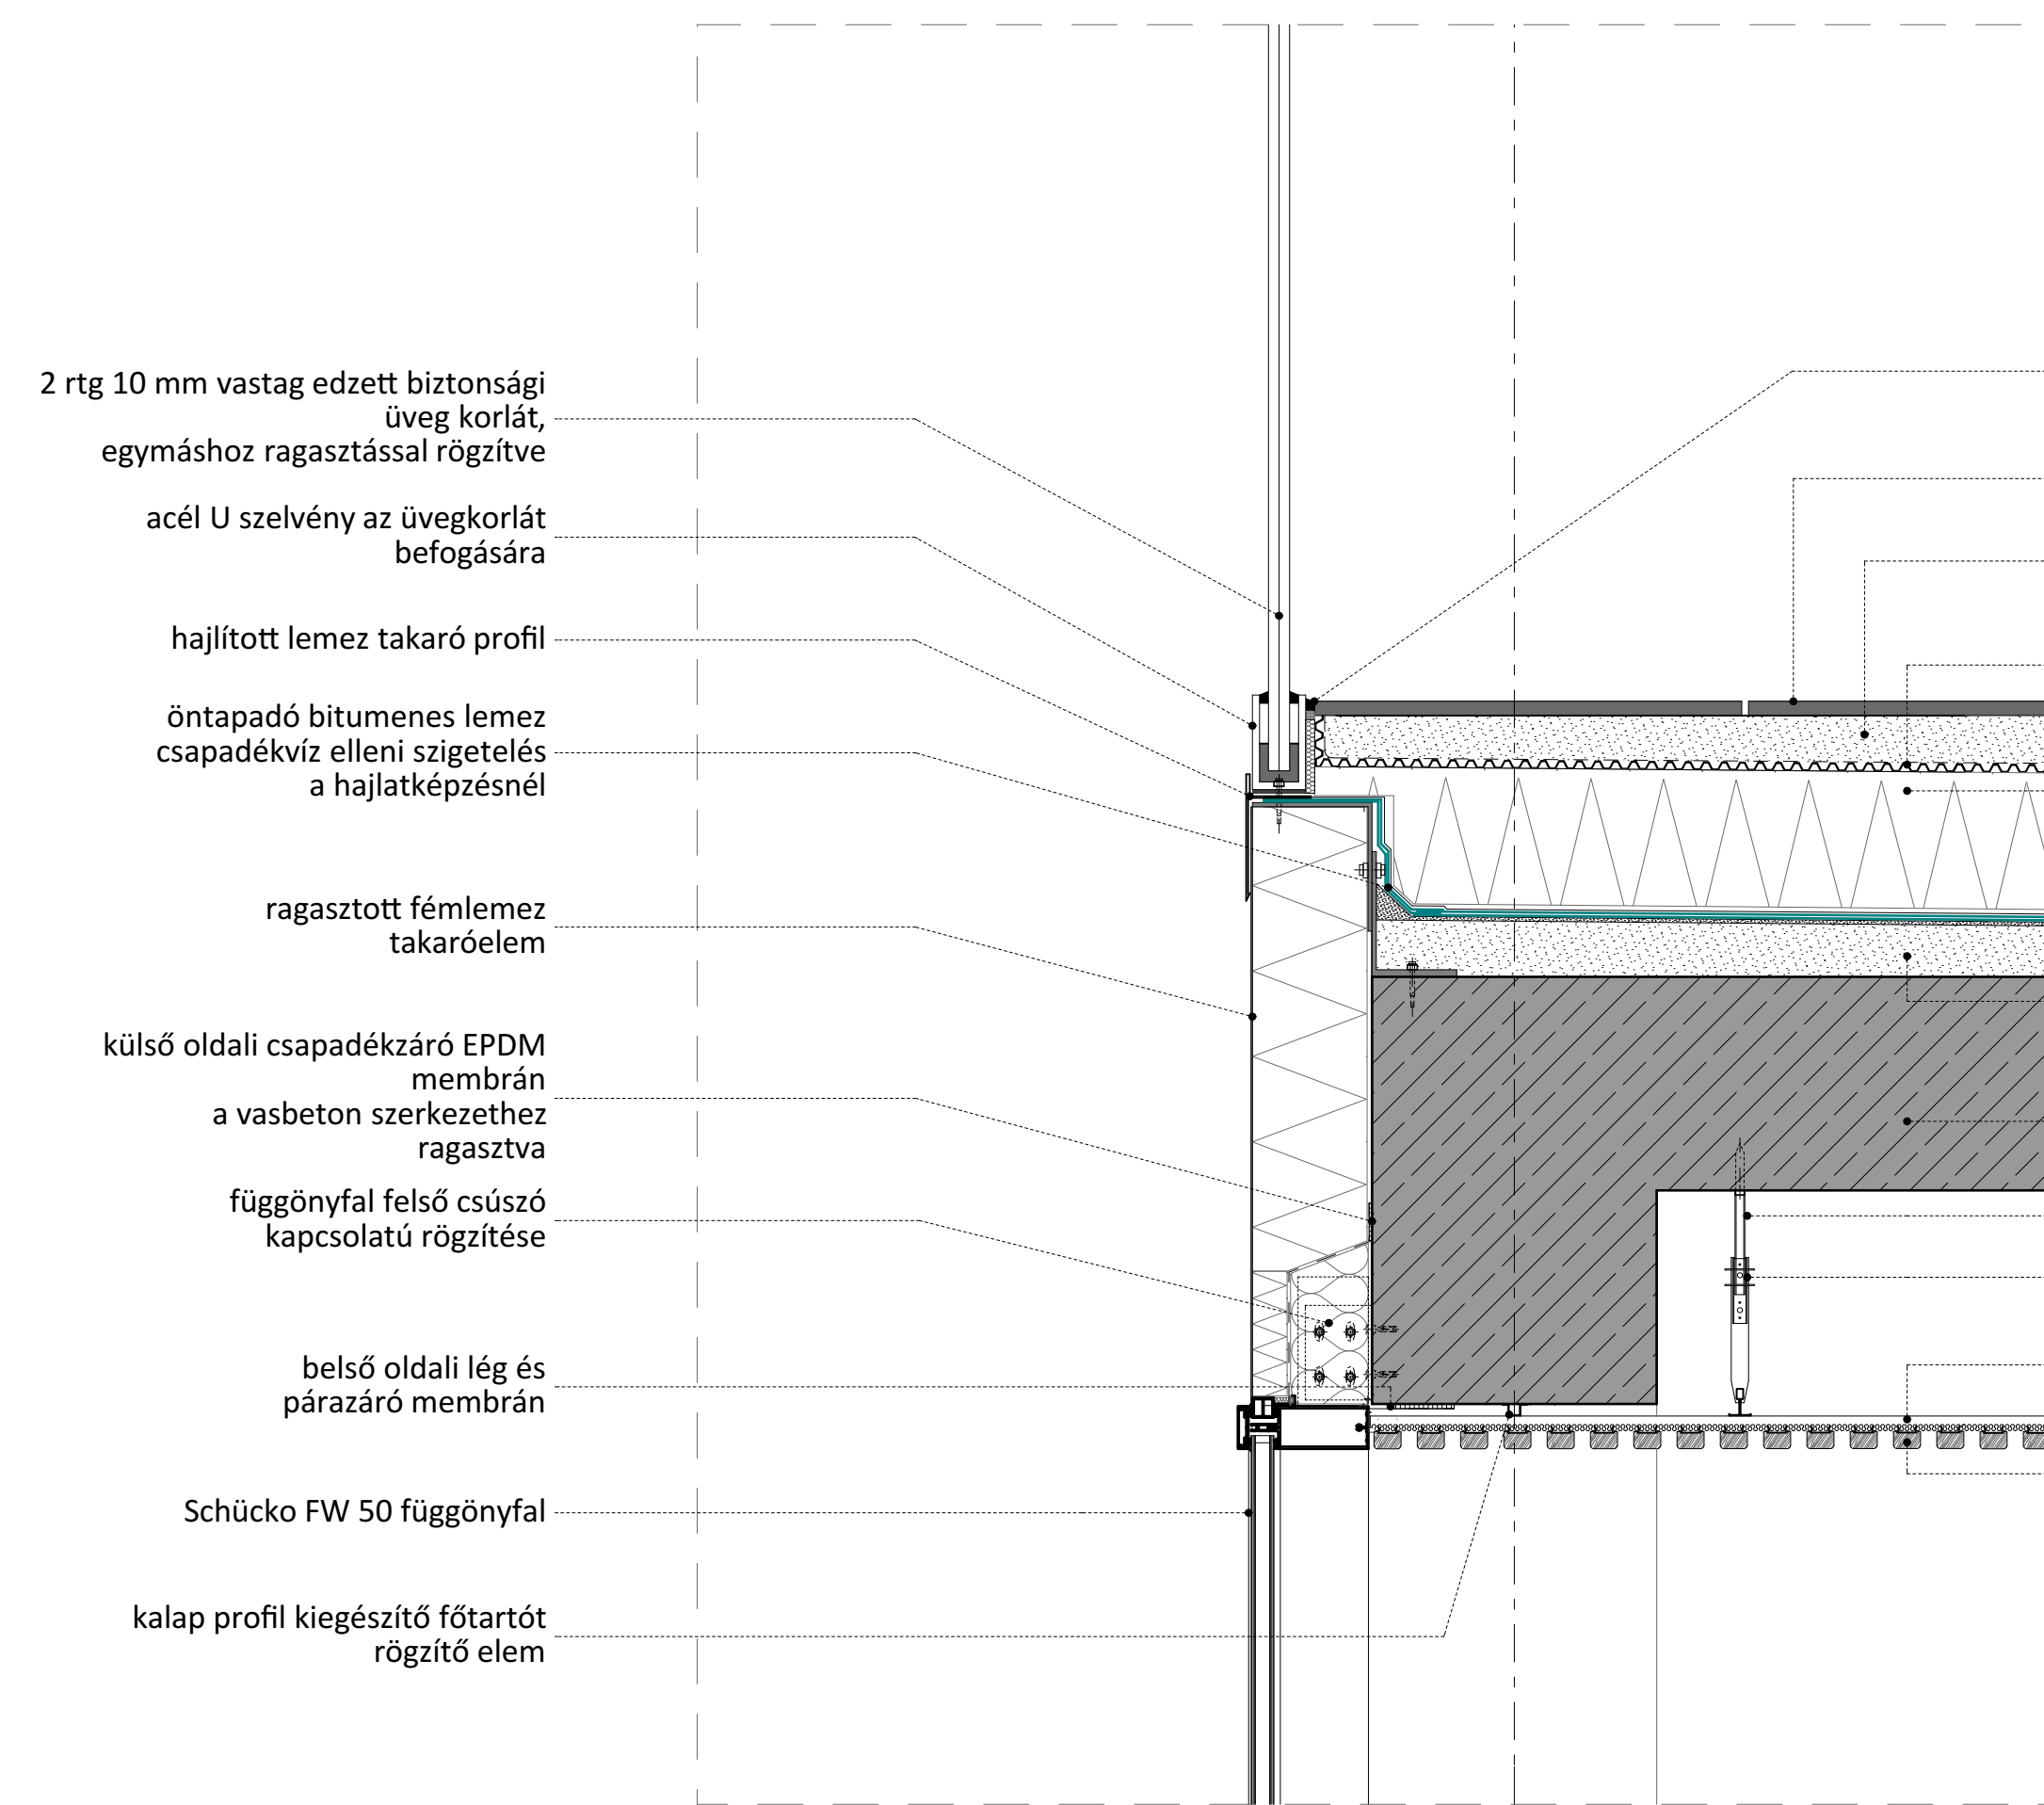 2 rtg 10 mm vastag edzett biztonsági
üveg korlát,
egymáshoz ragasztással rögzítve
acél U szelvény az üvegkorlát
befogására
hajlított lemez takaró profil
öntapadó bitumenes lemez
csapadékvíz elleni szigetelés
a hajlatképzésnél
ragasztott fémlemez
takaróelem
külső oldali csapadékzáró EPDM
membrán
a vasbeton szerkezethez
ragasztva
függönyfal felső csúszó
kapcsolatú rögzítése
belső oldali lég és
párazáró membrán
Schücko FW 50 függönyfal
kalap profil kiegészítő főtartót
rögzítő elem